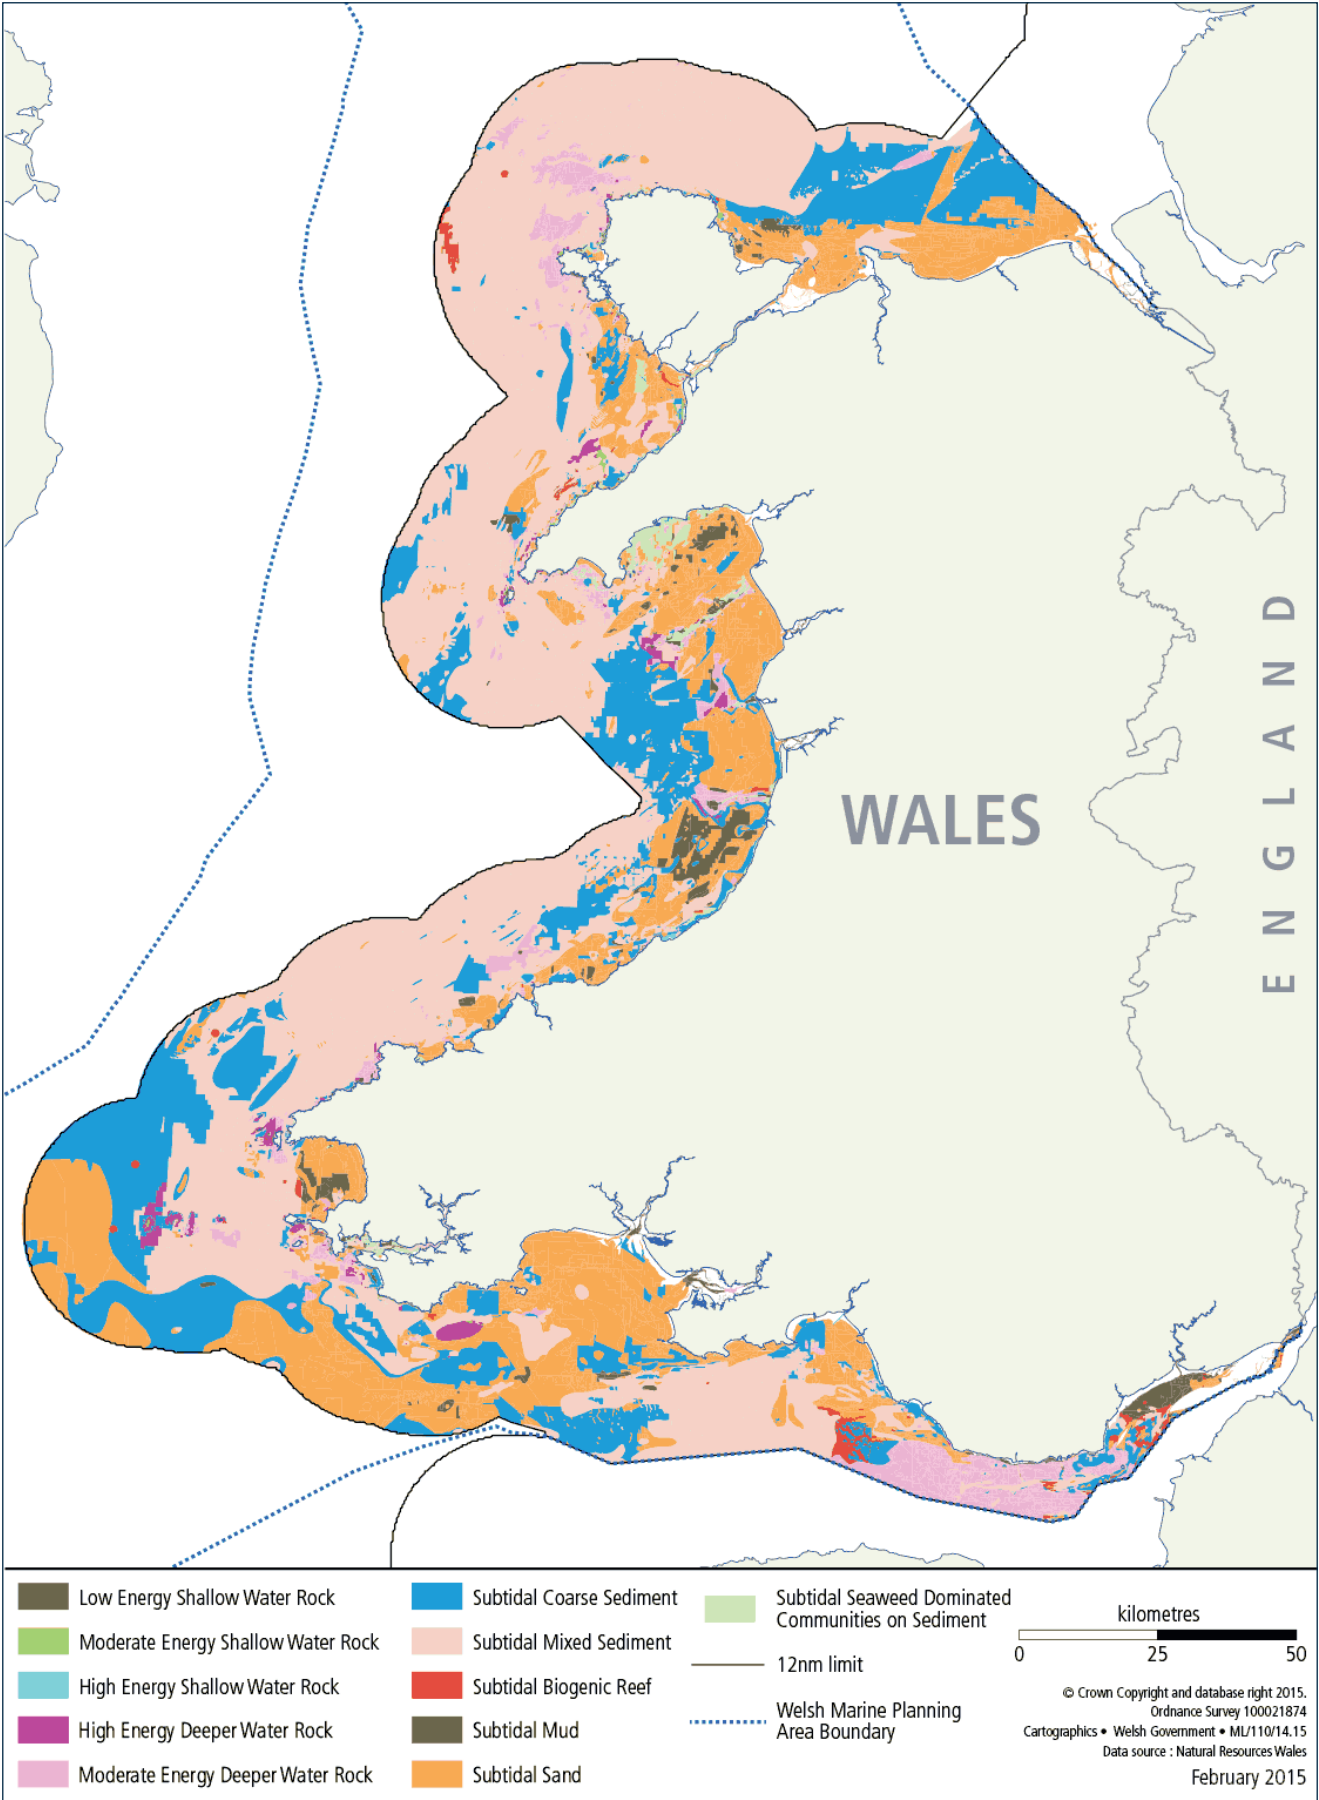 WALES
ENGLAND
Low Energy Shallow Water Rock
Moderate Energy Shallow Water Rock
High Energy Shallow Water Rock
High Energy Deeper Water Rock
Moderate Energy Deeper Water Rock
Subtidal Coarse Sediment
Subtidal Mixed Sediment
Subtidal Biogenic Reef
Subtidal Mud
Subtidal Sand
Subtidal Seaweed Dominated
Communities on Sediment
12nm limit
Welsh Marine Planning
Area Boundary
kilometres
0 25 50
© Crown Copyright and database right 2015.
Ordnance Survey 100021874
Cartographics • Welsh Government • ML/110/14.15
Data source : Natural Resources Wales
February 2015